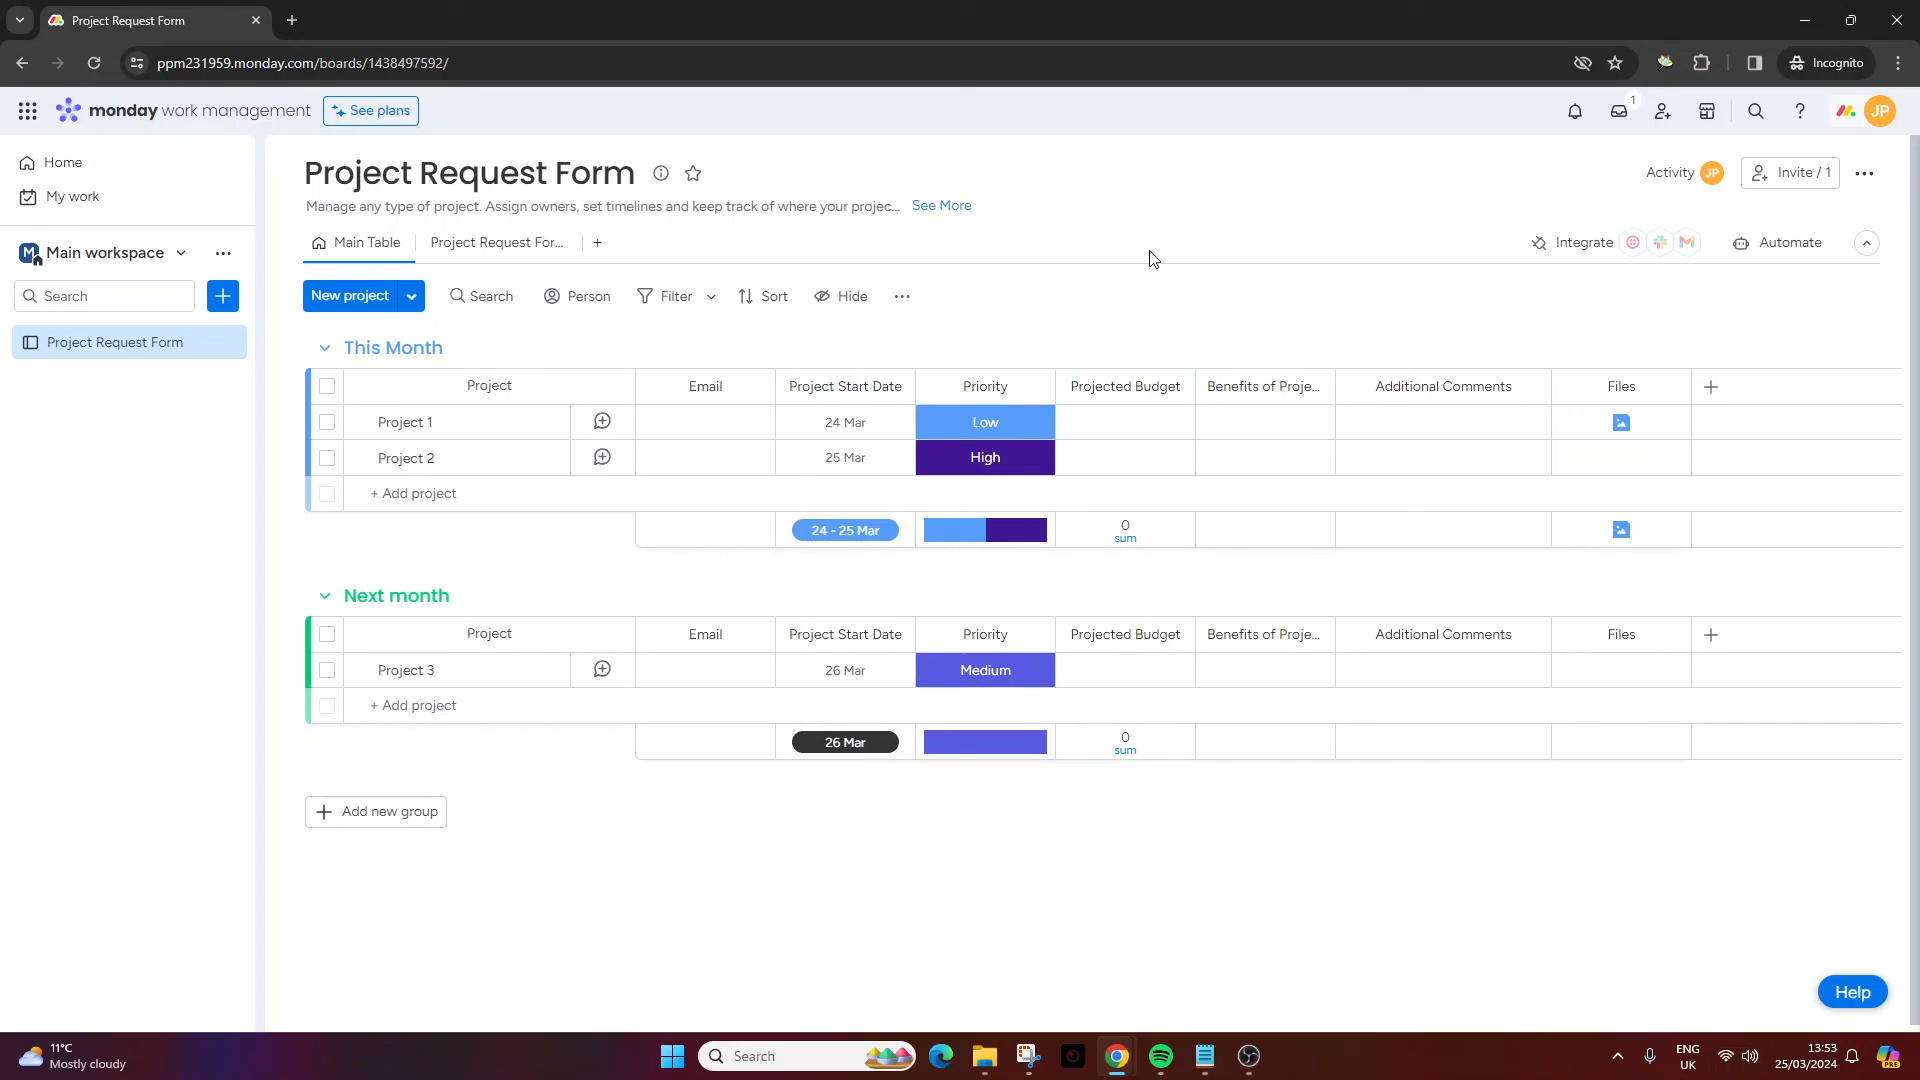 Project Request Form
ppm231959.monday.com/boards/1438497592/
Incognito
monday work management
See plans
1
JP
Home
My work
M Main workspace
Search
Project Request Form
Project Request Form
Activity JP
Invite / 1
Manage any type of project. Assign owners, set timelines and keep track of where your projec... See More
Main Table
Project Request For...
Integrate
Automate
New project
Search
Person
Filter
Sort
Hide
This Month
Project Email Project Start Date Priority Projected Budget Benefits of Proje... Additional Comments Files
Project 1 24 Mar Low
Project 2 25 Mar High
+ Add project
24 - 25 Mar 0
sum
Next month
Project Email Project Start Date Priority Projected Budget Benefits of Proje... Additional Comments Files
Project 3 26 Mar Medium
+ Add project
26 Mar 0
sum
Add new group
Help
11°C
Mostly cloudy
Search
ENG
UK
13:53
25/03/2024
PRE